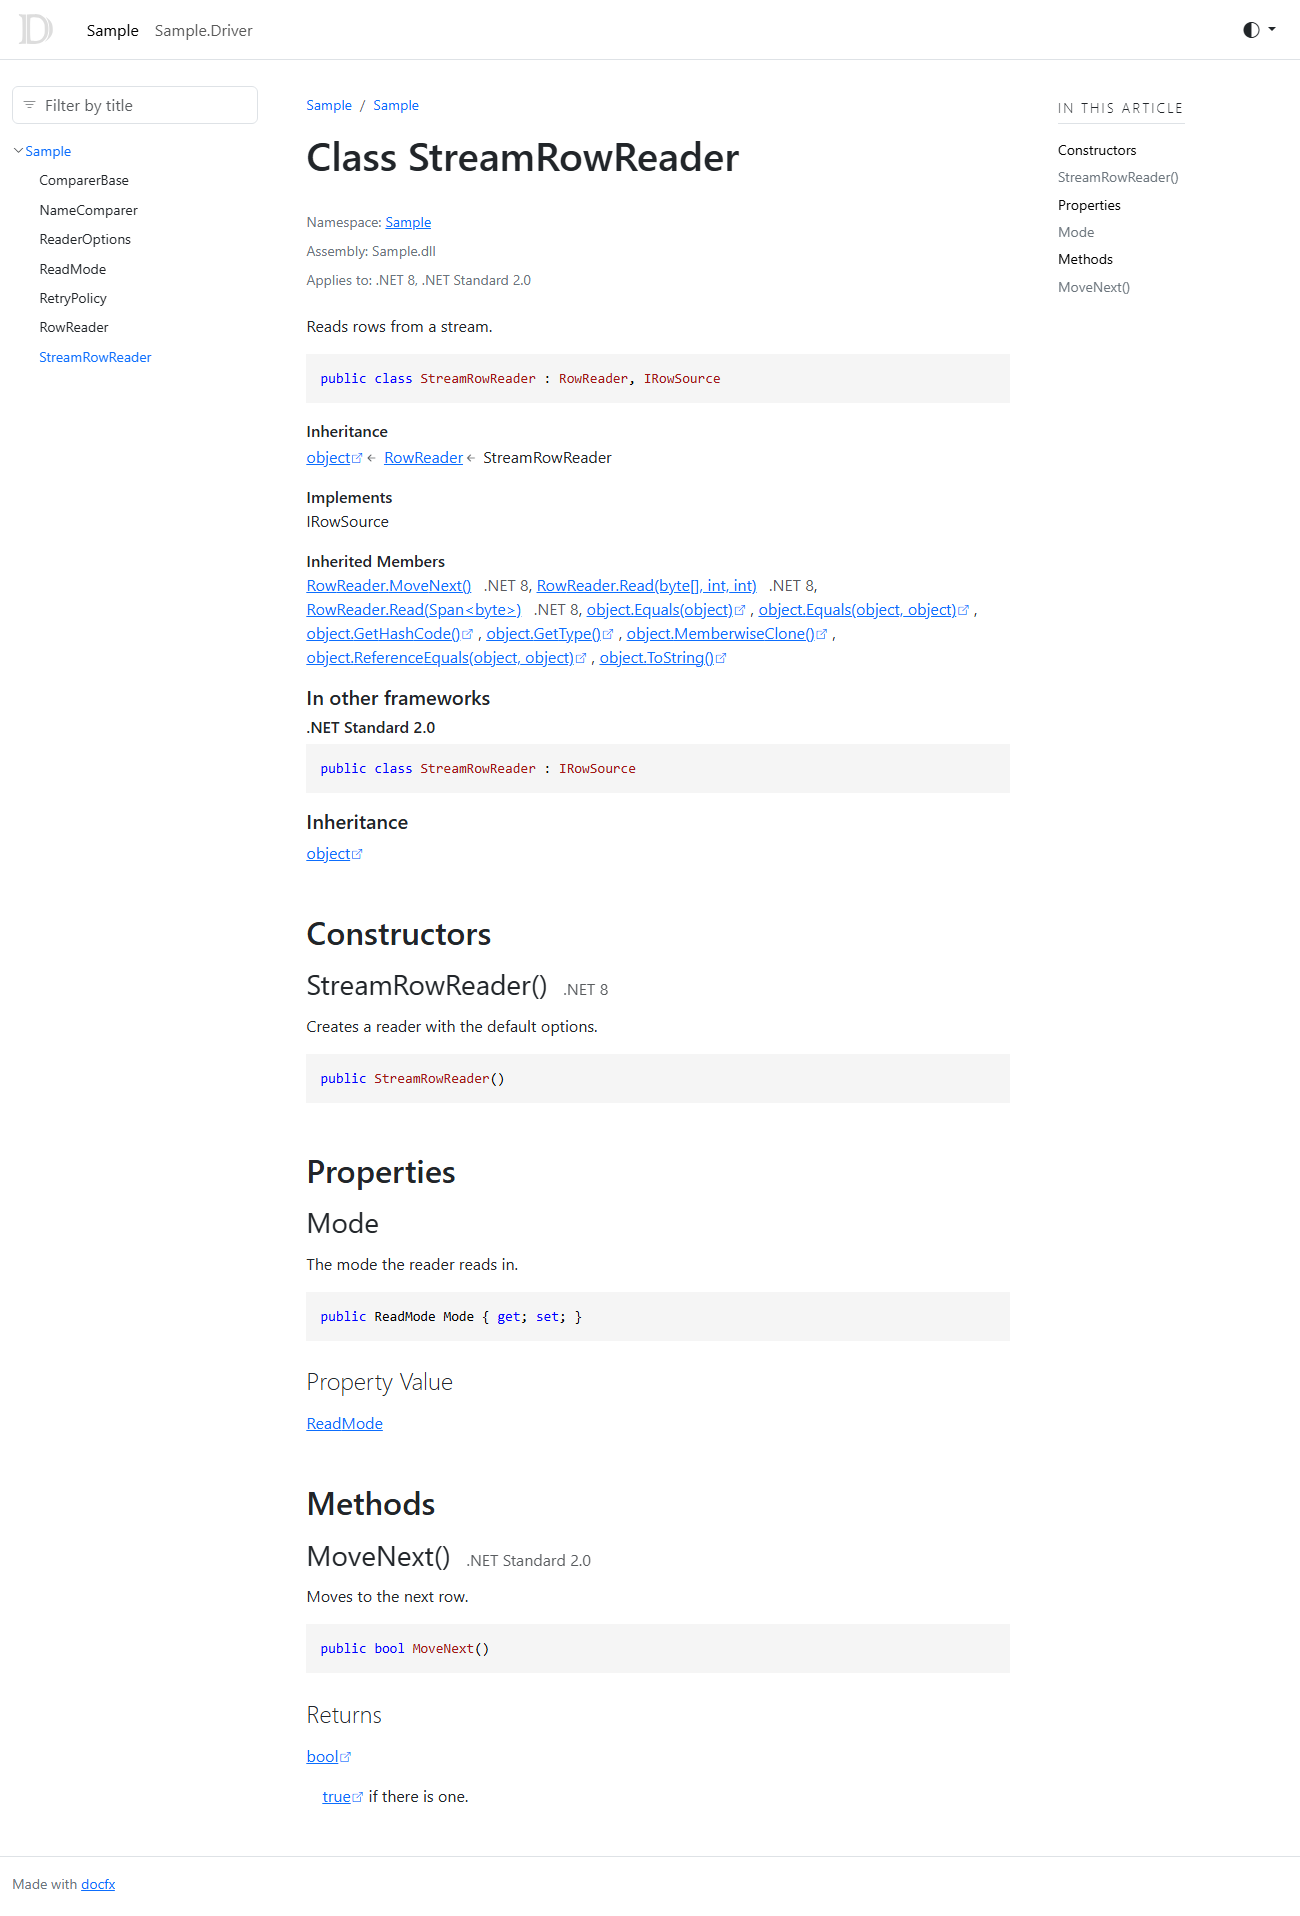 D
Sample
Sample.Driver
Filter by title
Sample
ComparerBase
NameComparer
ReaderOptions
ReadMode
RetryPolicy
RowReader
StreamRowReader
Sample / Sample
Class StreamRowReader
Namespace: Sample
Assembly: Sample.dll
Applies to: .NET 8, .NET Standard 2.0
Reads rows from a stream.
public class StreamRowReader : RowReader, IRowSource
Inheritance
object ← RowReader ← StreamRowReader
Implements
IRowSource
Inherited Members
RowReader.MoveNext() .NET 8, RowReader.Read(byte[], int, int) .NET 8,
RowReader.Read(Span<byte>) .NET 8, object.Equals(object) , object.Equals(object, object) ,
object.GetHashCode() , object.GetType() , object.MemberwiseClone() ,
object.ReferenceEquals(object, object) , object.ToString()
In other frameworks
.NET Standard 2.0
public class StreamRowReader : IRowSource
Inheritance
object
Constructors
StreamRowReader() .NET 8
Creates a reader with the default options.
public StreamRowReader()
Properties
Mode
The mode the reader reads in.
public ReadMode Mode { get; set; }
Property Value
ReadMode
Methods
MoveNext() .NET Standard 2.0
Moves to the next row.
public bool MoveNext()
Returns
bool
true if there is one.
IN THIS ARTICLE
Constructors
StreamRowReader()
Properties
Mode
Methods
MoveNext()
Made with docfx